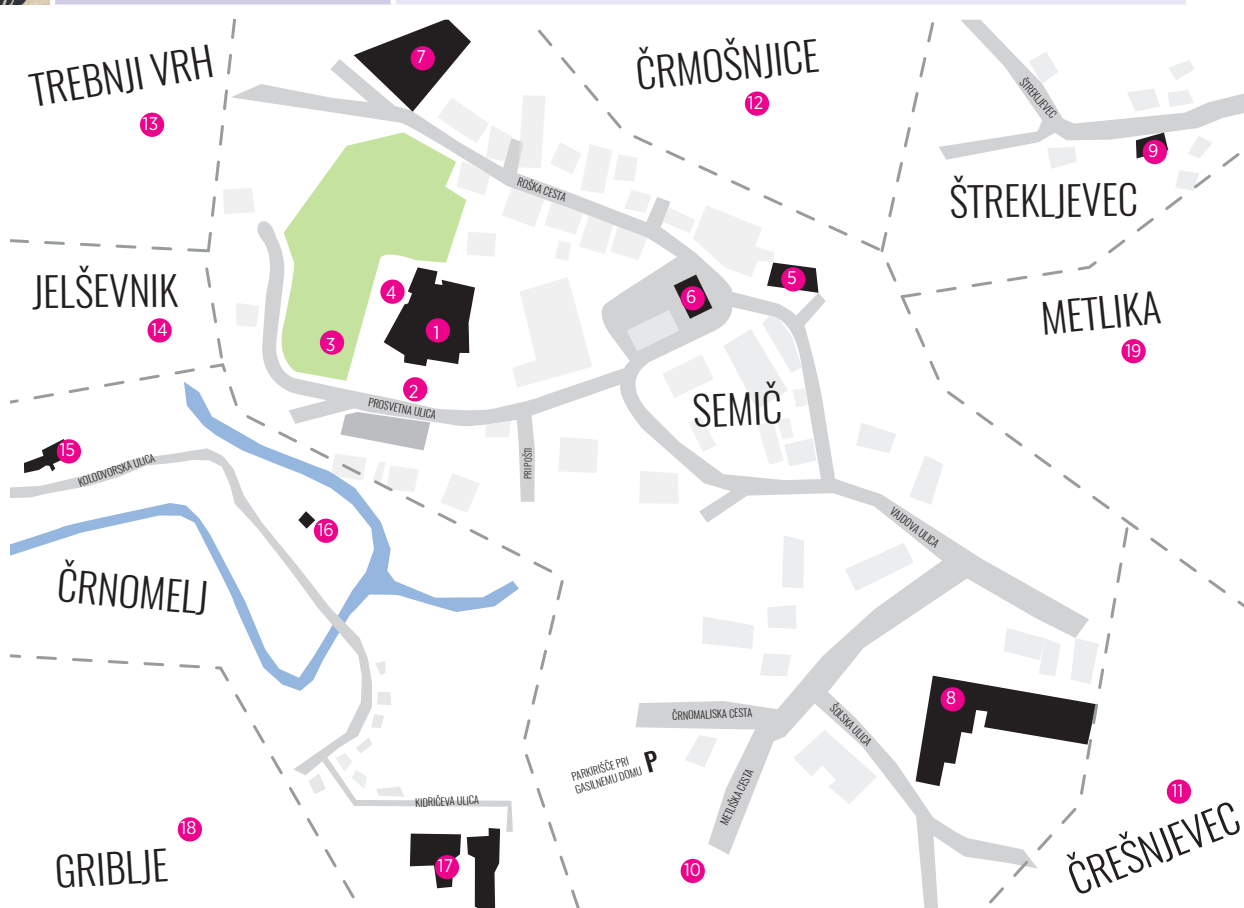 TREBNJI VRH
13
7
ČRMOŠNJICE
12
ŠTREKLJEVEC
9
ŠTREKLJEVEC
ROŠKA CESTA
JELŠEVNIK
14
4
1
3
2
PROSVETNA ULICA
5
6
METLIKA
19
SEMIČ
15
KOLODVORSKA ULICA
PRI POŠTI
16
ČRNOMELJ
VAJDOVA ULICA
8
ČRNOMALJSKA CESTA
ŠOLSKA ULICA
PARKIRIŠČE PRI
GASILNEMU DOMU P
METLIŠKA CESTA
KIDRIČEVA ULICA
11
ČREŠNJEVEC
18
GRIBLJE
17
10